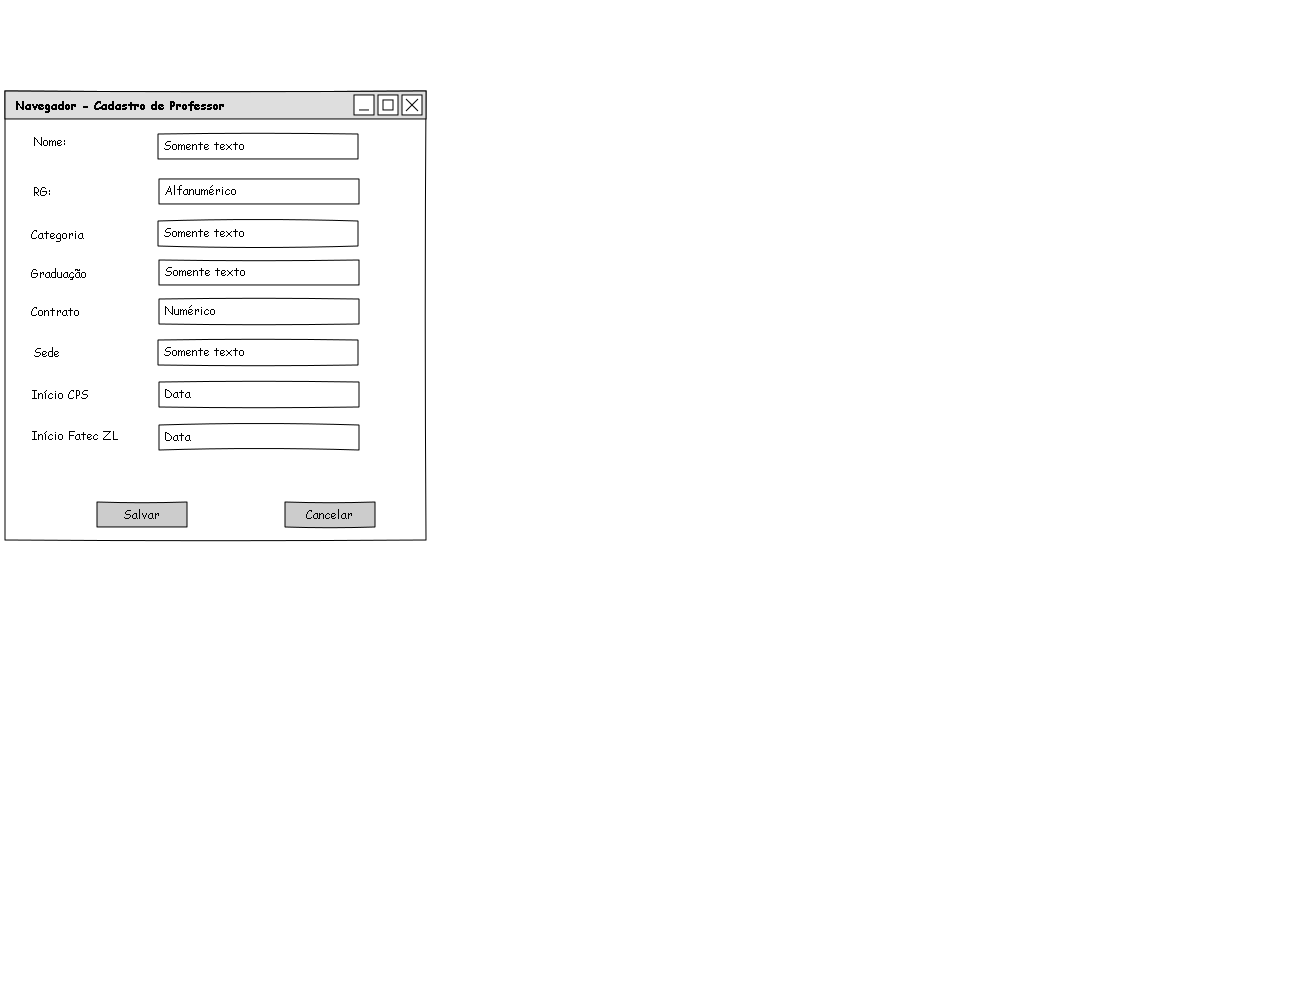 Navegador - Cadastro de Professor
Nome: Somente texto
RG: Alfanumérico
Categoria Somente texto
Graduação Somente texto
Contrato Numérico
Sede Somente texto
Início CPS Data
Início Fatec ZL Data
Salvar Cancelar